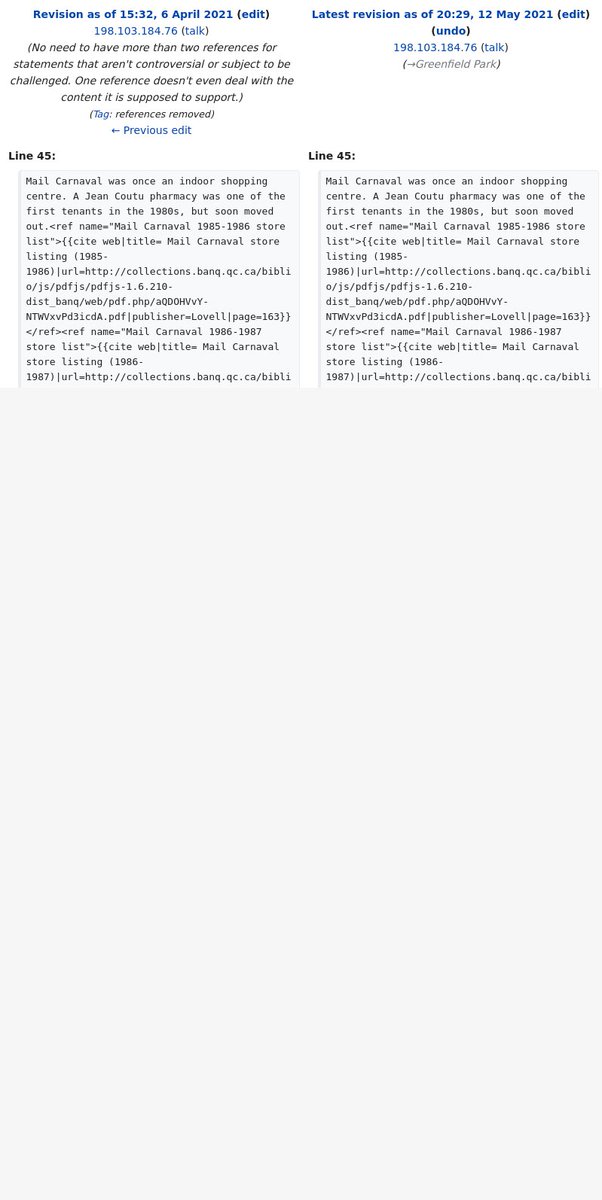 Revision as of 15:32, 6 April 2021 (edit)
198.103.184.76 (talk)
(No need to have more than two references for
statements that aren't controversial or subject to be
challenged. One reference doesn't even deal with the
content it is supposed to support.)
(Tag: references removed)
← Previous edit
Latest revision as of 20:29, 12 May 2021 (edit)
(undo)
198.103.184.76 (talk)
(→Greenfield Park)
Line 45:
Mail Carnaval was once an indoor shopping
centre. A Jean Coutu pharmacy was one of the
first tenants in the 1980s, but soon moved
out.<ref name="Mail Carnaval 1985-1986 store
list">{{cite web|title= Mail Carnaval store
listing (1985-
1986)|url=http://collections.banq.qc.ca/bibli
o/js/pdfjs/pdfjs-1.6.210-
dist_banq/web/pdf.php/aQDOHVvY-
NTWVxvPd3icdA.pdf|publisher=Lovell|page=163}}
</ref><ref name="Mail Carnaval 1986-1987
store list">{{cite web|title= Mail Carnaval
store listing (1986-
1987)|url=http://collections.banq.qc.ca/bibli
Line 45:
Mail Carnaval was once an indoor shopping
centre. A Jean Coutu pharmacy was one of the
first tenants in the 1980s, but soon moved
out.<ref name="Mail Carnaval 1985-1986 store
list">{{cite web|title= Mail Carnaval store
listing (1985-
1986)|url=http://collections.banq.qc.ca/bibli
o/js/pdfjs/pdfjs-1.6.210-
dist_banq/web/pdf.php/aQDOHVvY-
NTWVxvPd3icdA.pdf|publisher=Lovell|page=163}}
</ref><ref name="Mail Carnaval 1986-1987
store list">{{cite web|title= Mail Carnaval
store listing (1986-
1987)|url=http://collections.banq.qc.ca/bibli